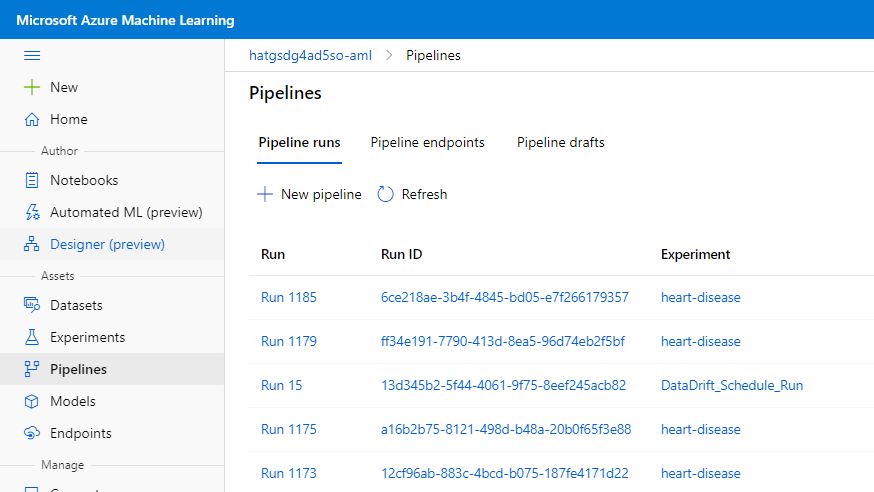 Microsoft Azure Machine Learning
hatgsdg4ad5so-aml > Pipelines
New
Home
Author
Notebooks
Automated ML (preview)
Designer (preview)
Assets
Datasets
Experiments
Pipelines
Models
Endpoints
Manage
Pipelines
Pipeline runs Pipeline endpoints Pipeline drafts
New pipeline Refresh
Run Run ID Experiment
Run 1185 6ce218ae-3b4f-4845-bd05-e7f266179357 heart-disease
Run 1179 ff34e191-7790-413d-8ea5-96d74eb2f5bf heart-disease
Run 15 13d345b2-5f44-4061-9f75-8eef245acb82 DataDrift_Schedule_Run
Run 1175 a16b2b75-8121-498d-b48a-20b0f65f3e88 heart-disease
Run 1173 12cf96ab-883c-4bcd-b075-187fe4171d22 heart-disease